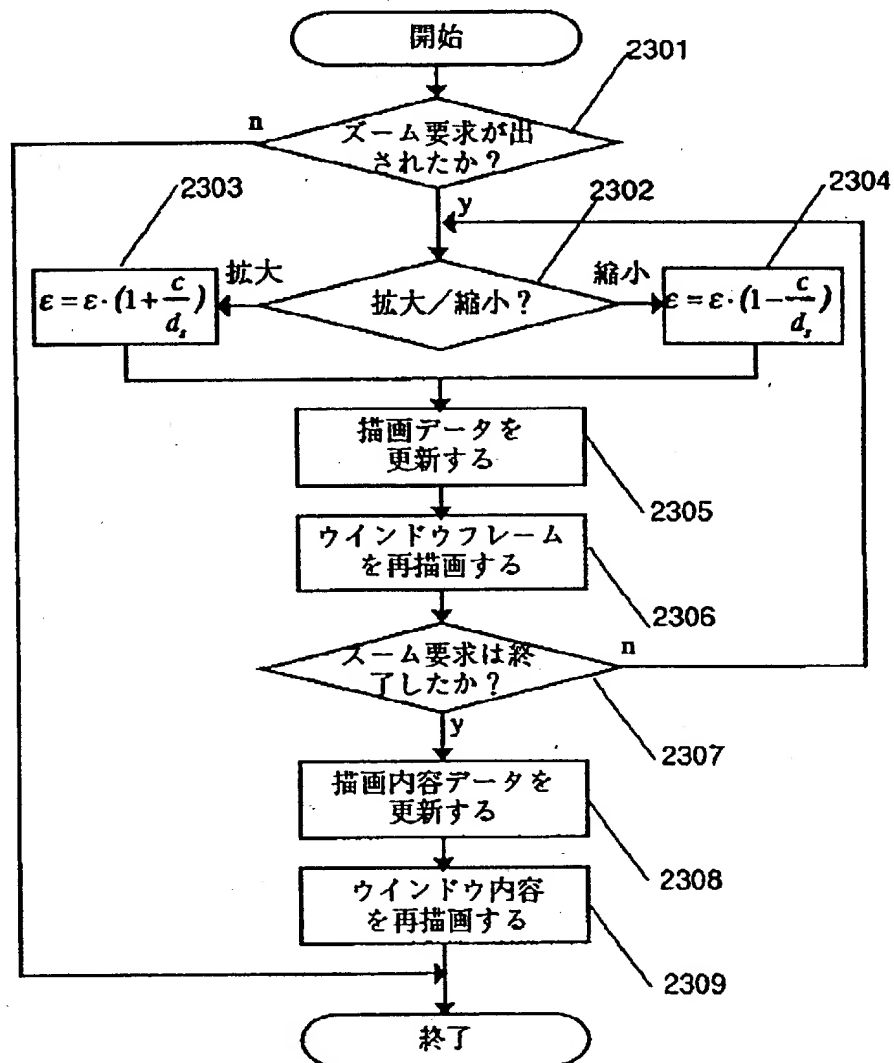 開始
2301
n
ズーム要求が出
されたか？
2303
2302
2304
y
拡大
縮小
ε = ε · (1 + c/d_s)
拡大／縮小？
ε = ε · (1 − c/d_s)
描画データを
更新する
2305
ウインドウフレーム
を再描画する
2306
ズーム要求は終
了したか？
n
2307
y
描画内容データを
更新する
2308
ウインドウ内容
を再描画する
2309
終了